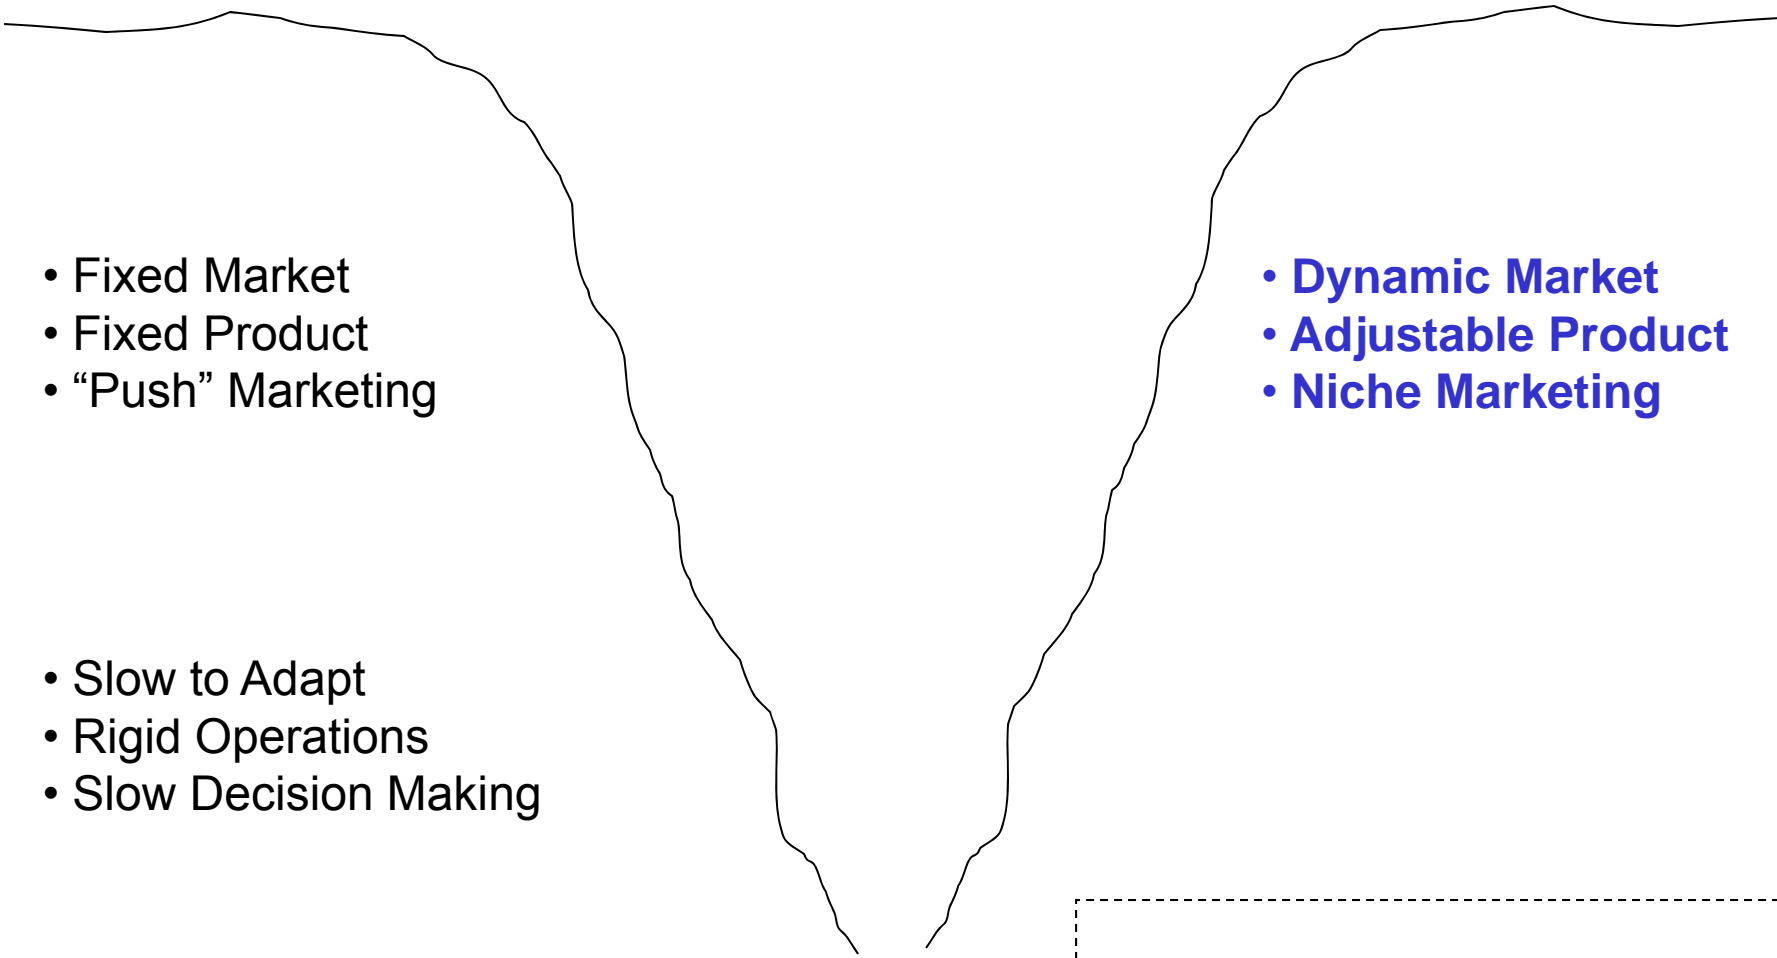 • Fixed Market
• Fixed Product
• “Push” Marketing
• Dynamic Market
• Adjustable Product
• Niche Marketing
• Slow to Adapt
• Rigid Operations
• Slow Decision Making